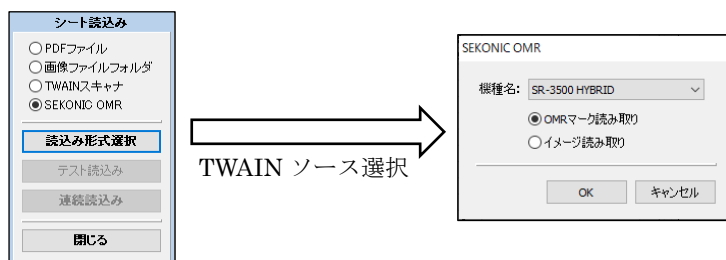 シート読込み
PDFファイル
画像ファイルフォルダ
TWAINスキャナ
SEKONIC OMR
読込み形式選択
テスト読込み
連続読込み
閉じる
TWAIN ソース選択
SEKONIC OMR
機種名: SR-3500 HYBRID
OMRマーク読み取り
イメージ読み取り
OK キャンセル